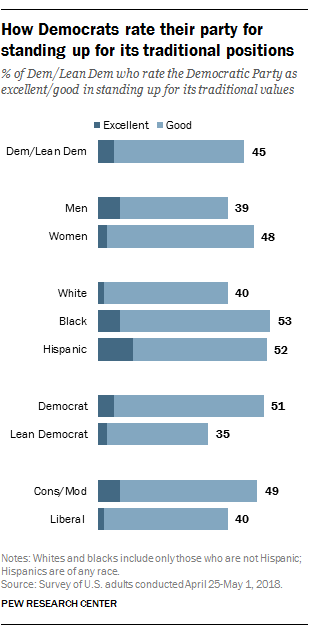 How Democrats rate their party for
standing up for its traditional positions
% of Dem/Lean Dem who rate the Democratic Party as
excellent/good in standing up for its traditional values
Excellent Good
Dem/Lean Dem 45
Men 39
Women 48
White 40
Black 53
Hispanic 52
Democrat 51
Lean Democrat 35
Cons/Mod 49
Liberal 40
Notes: Whites and blacks include only those who are not Hispanic;
Hispanics are of any race.
Source: Survey of U.S. adults conducted April 25-May 1, 2018.
PEW RESEARCH CENTER